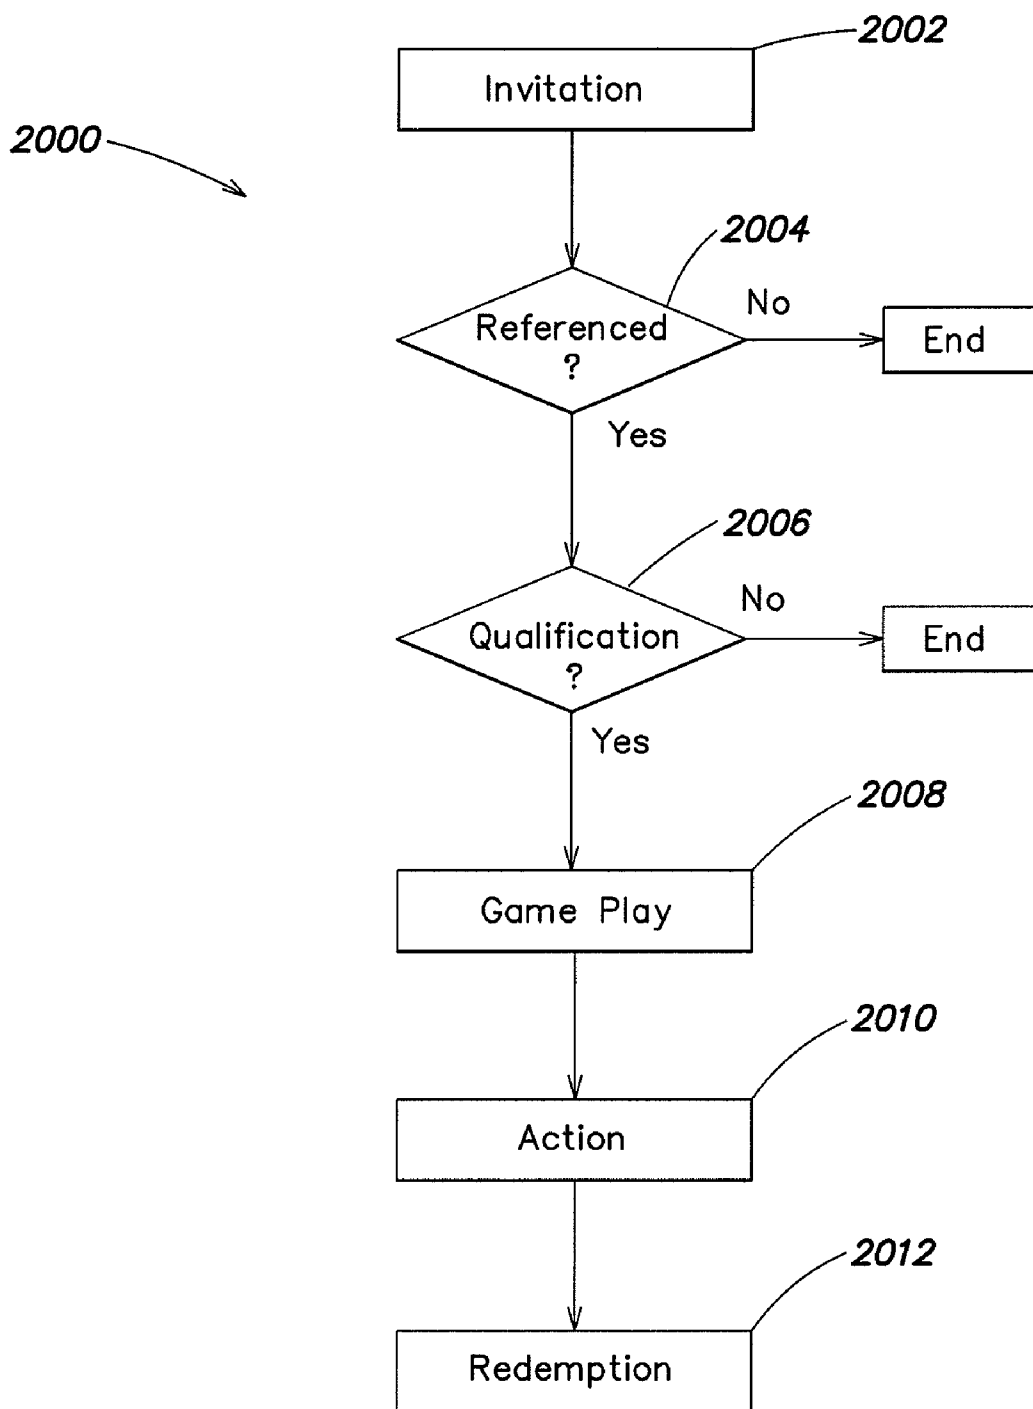 2002
Invitation
2000
2004
No
Referenced
?
End
Yes
2006
No
Qualification
?
End
Yes
2008
Game Play
2010
Action
2012
Redemption